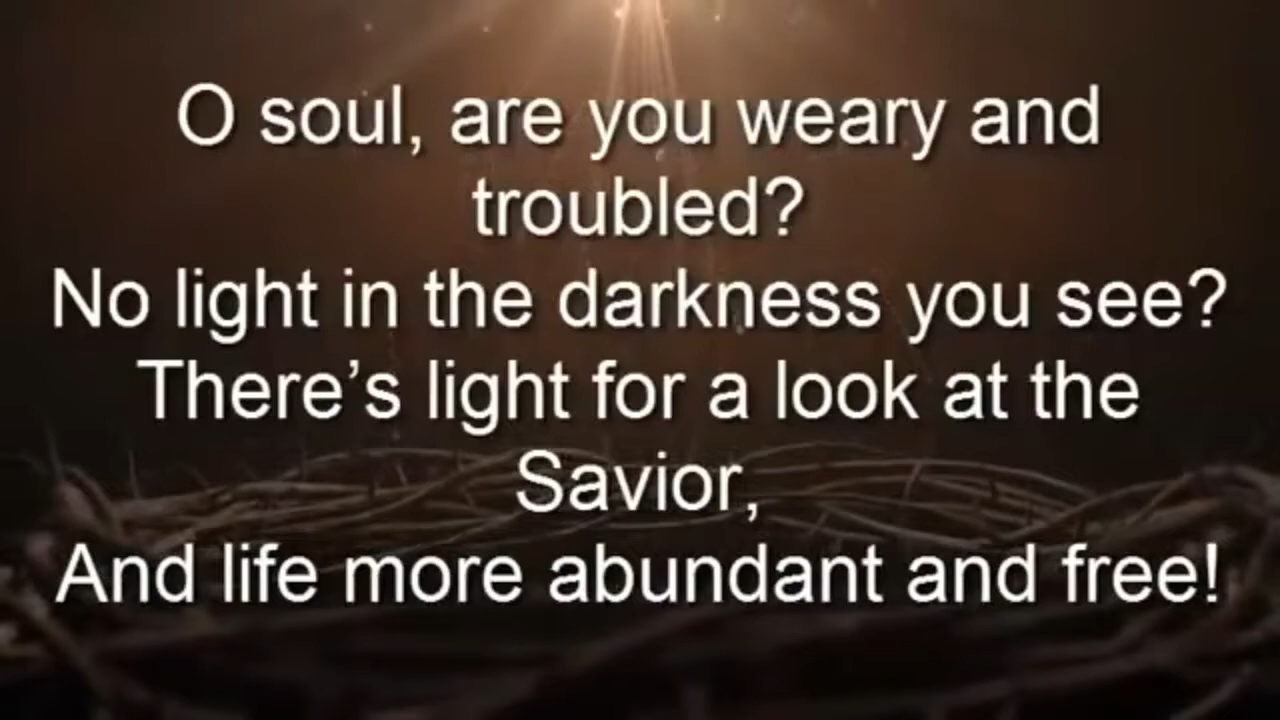 O soul, are you weary and
troubled?
No light in the darkness you see?
There’s light for a look at the
Savior,
And life more abundant and free!